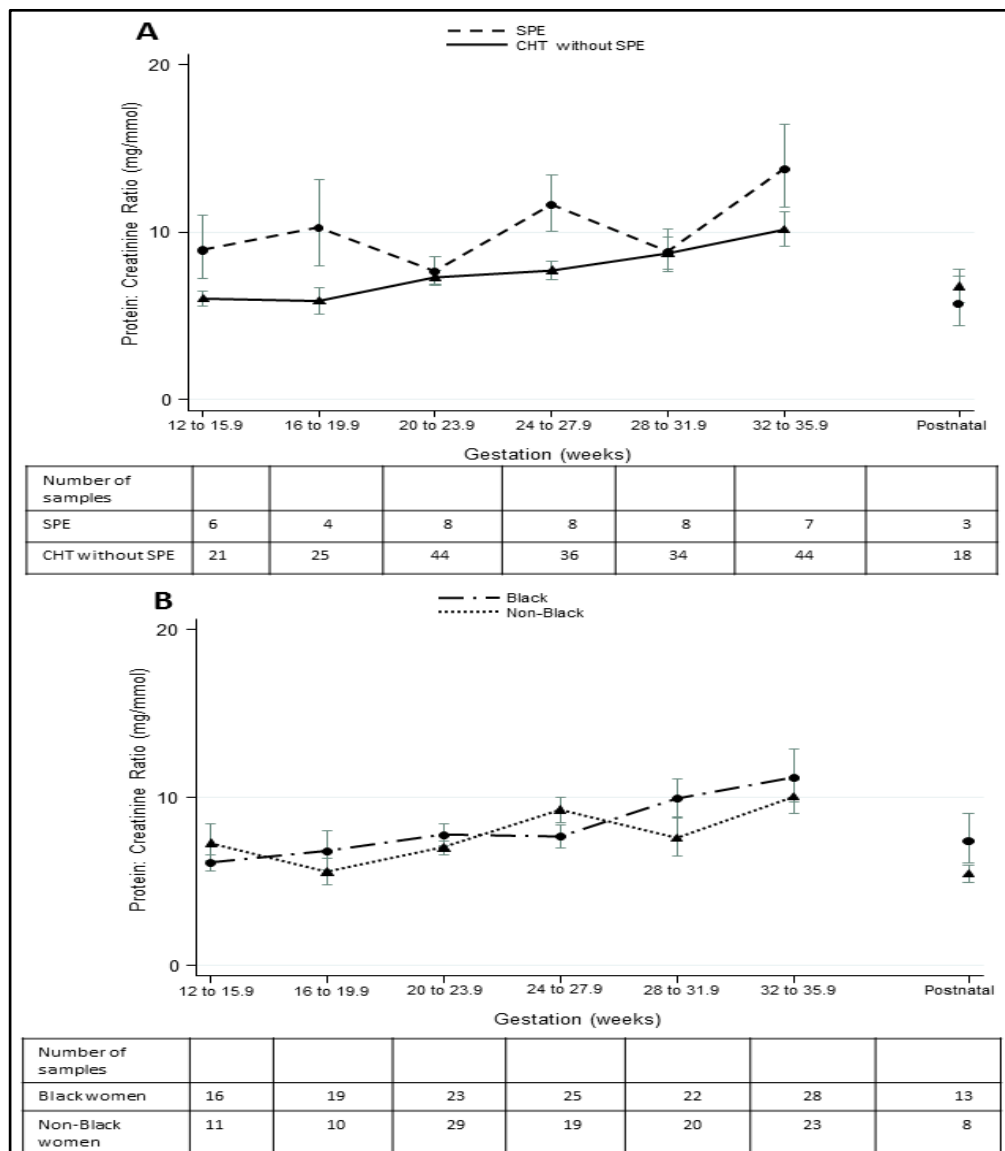 A
SPE
CHT without SPE
20
10
0
Protein: Creatinine Ratio (mg/mmol)
12 to 15.9 16 to 19.9 20 to 23.9 24 to 27.9 28 to 31.9 32 to 35.9 Postnatal
Gestation (weeks)
Number of
samples
SPE 6 4 8 8 8 7 3
CHT without SPE 21 25 44 36 34 44 18
B
Black
Non-Black
20
10
0
Protein: Creatinine Ratio (mg/mmol)
12 to 15.9 16 to 19.9 20 to 23.9 24 to 27.9 28 to 31.9 32 to 35.9 Postnatal
Gestation (weeks)
Number of
samples
Black women 16 19 23 25 22 28 13
Non-Black
women 11 10 29 19 20 23 8